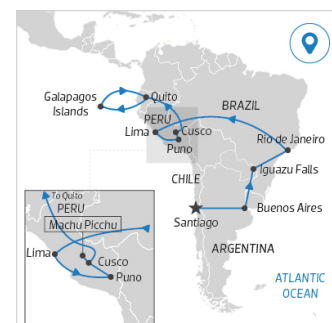 Galapagos
Islands
Quito
BRAZIL
PERU
Lima
Cusco
Puno
Rio de Janeiro
Iguazu Falls
CHILE
Santiago
Buenos Aires
ARGENTINA
ATLANTIC
OCEAN
To Quito
PERU
Machu Picchu
Lima
Cusco
Puno